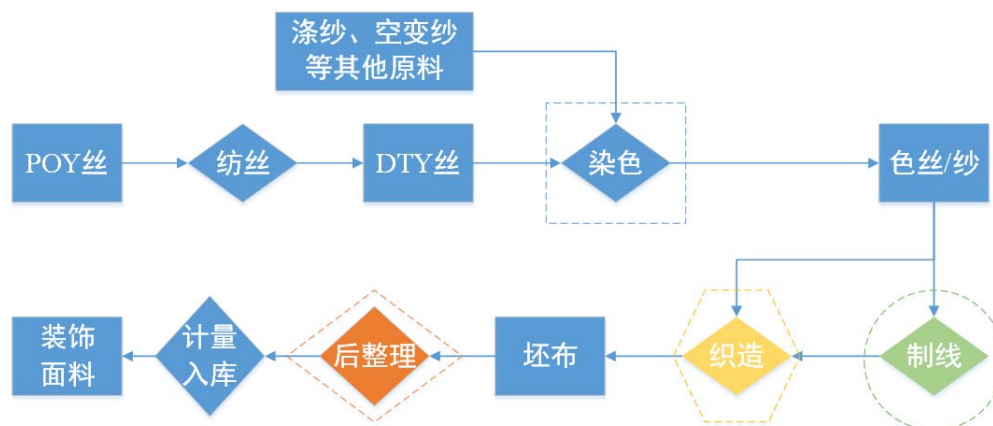 涤纱、空变纱
等其他原料
POY丝
纺丝
DTY丝
染色
色丝/纱
装饰
面料
计量
入库
后整理
坯布
织造
制线